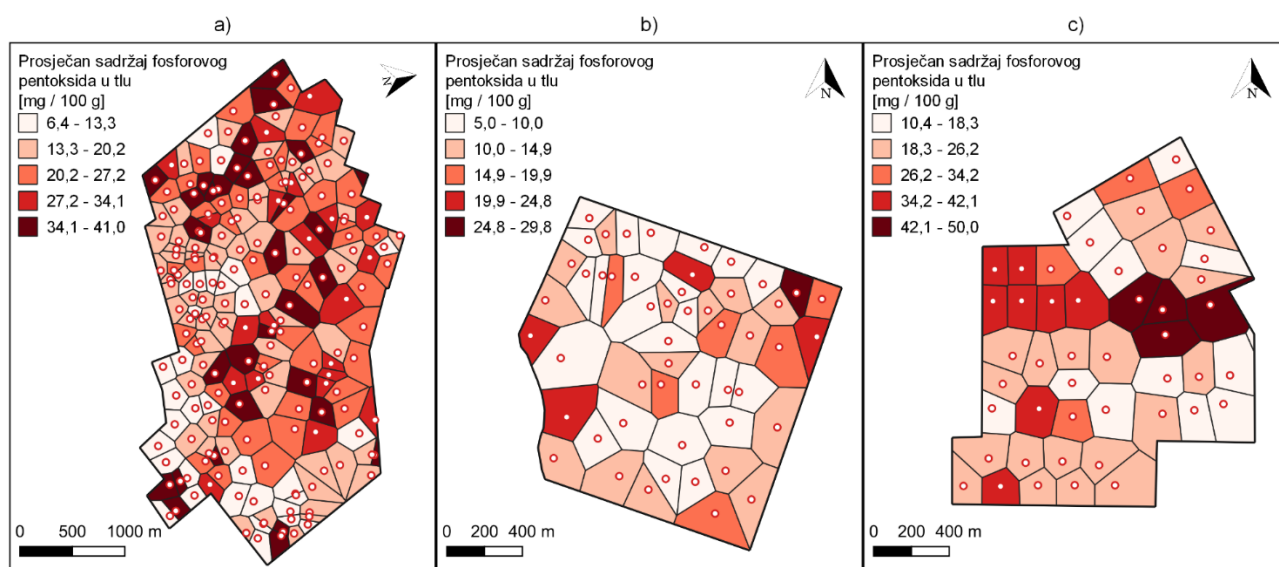 a)
b)
c)
Prosječan sadržaj fosforovog
pentoksida u tlu
[mg / 100 g]
6,4 - 13,3
13,3 - 20,2
20,2 - 27,2
27,2 - 34,1
34,1 - 41,0
N
0 500 1000 m
Prosječan sadržaj fosforovog
pentoksida u tlu
[mg / 100 g]
5,0 - 10,0
10,0 - 14,9
14,9 - 19,9
19,9 - 24,8
24,8 - 29,8
N
0 200 400 m
Prosječan sadržaj fosforovog
pentoksida u tlu
[mg / 100 g]
10,4 - 18,3
18,3 - 26,2
26,2 - 34,2
34,2 - 42,1
42,1 - 50,0
N
0 200 400 m